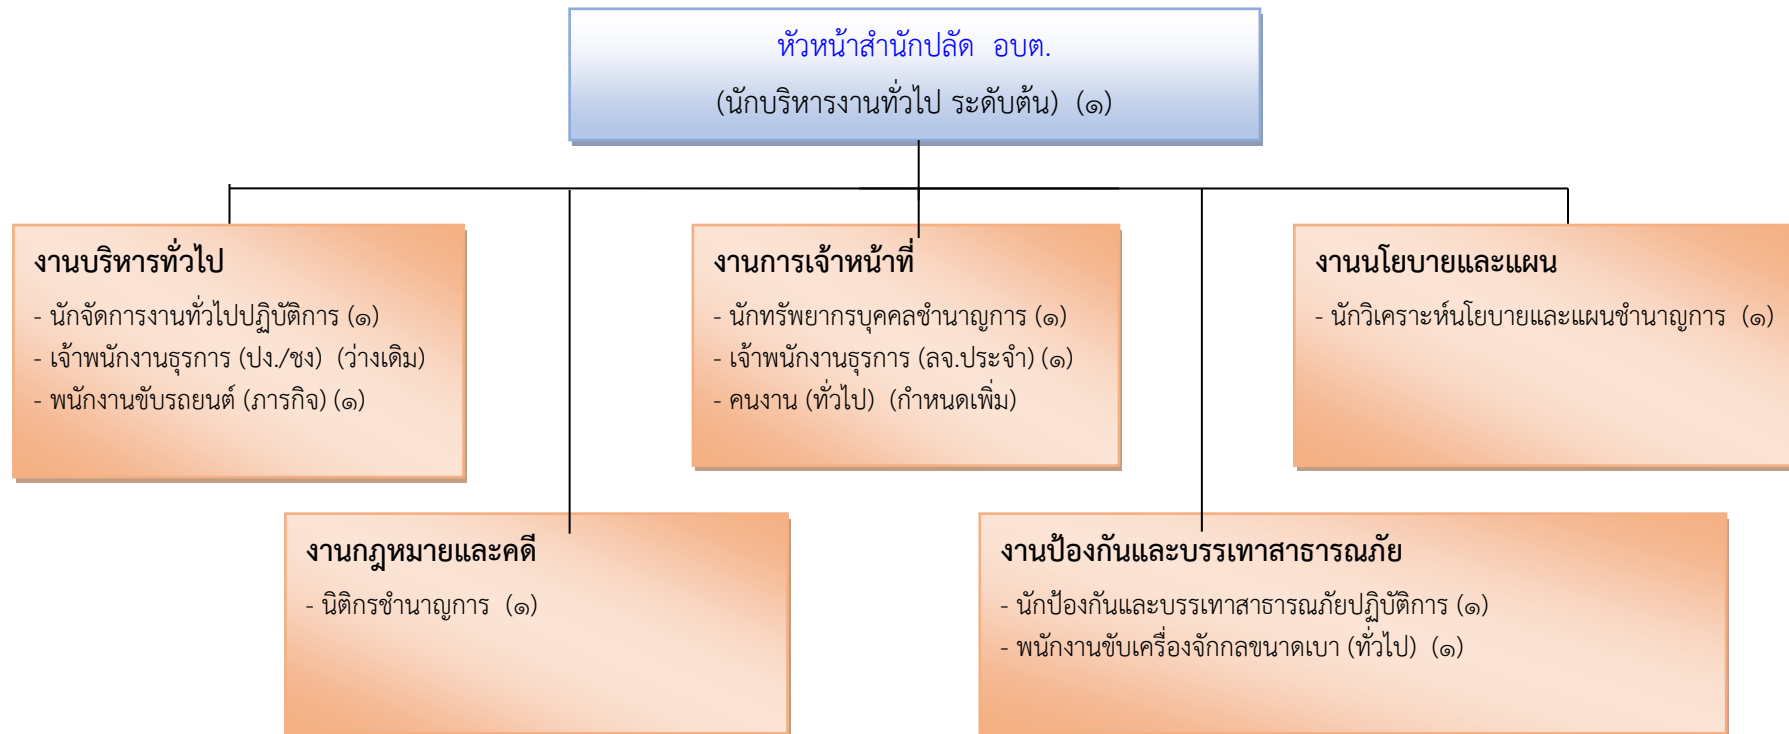 หัวหน้าสำนักปลัด อบต.
(นักบริหารงานทั่วไป ระดับต้น) (๑)
งานบริหารทั่วไป
- นักจัดการงานทั่วไปปฏิบัติการ (๑)
- เจ้าพนักงานธุรการ (ปง./ชง) (ว่างเดิม)
- พนักงานขับรถยนต์ (ภารกิจ) (๑)
งานการเจ้าหน้าที่
- นักทรัพยากรบุคคลชำนาญการ (๑)
- เจ้าพนักงานธุรการ (ลจ.ประจำ) (๑)
- คนงาน (ทั่วไป) (กำหนดเพิ่ม)
งานนโยบายและแผน
- นักวิเคราะห์นโยบายและแผนชำนาญการ (๑)
งานกฎหมายและคดี
- นิติกรชำนาญการ (๑)
งานป้องกันและบรรเทาสาธารณภัย
- นักป้องกันและบรรเทาสาธารณภัยปฏิบัติการ (๑)
- พนักงานขับเครื่องจักกลขนาดเบา (ทั่วไป) (๑)